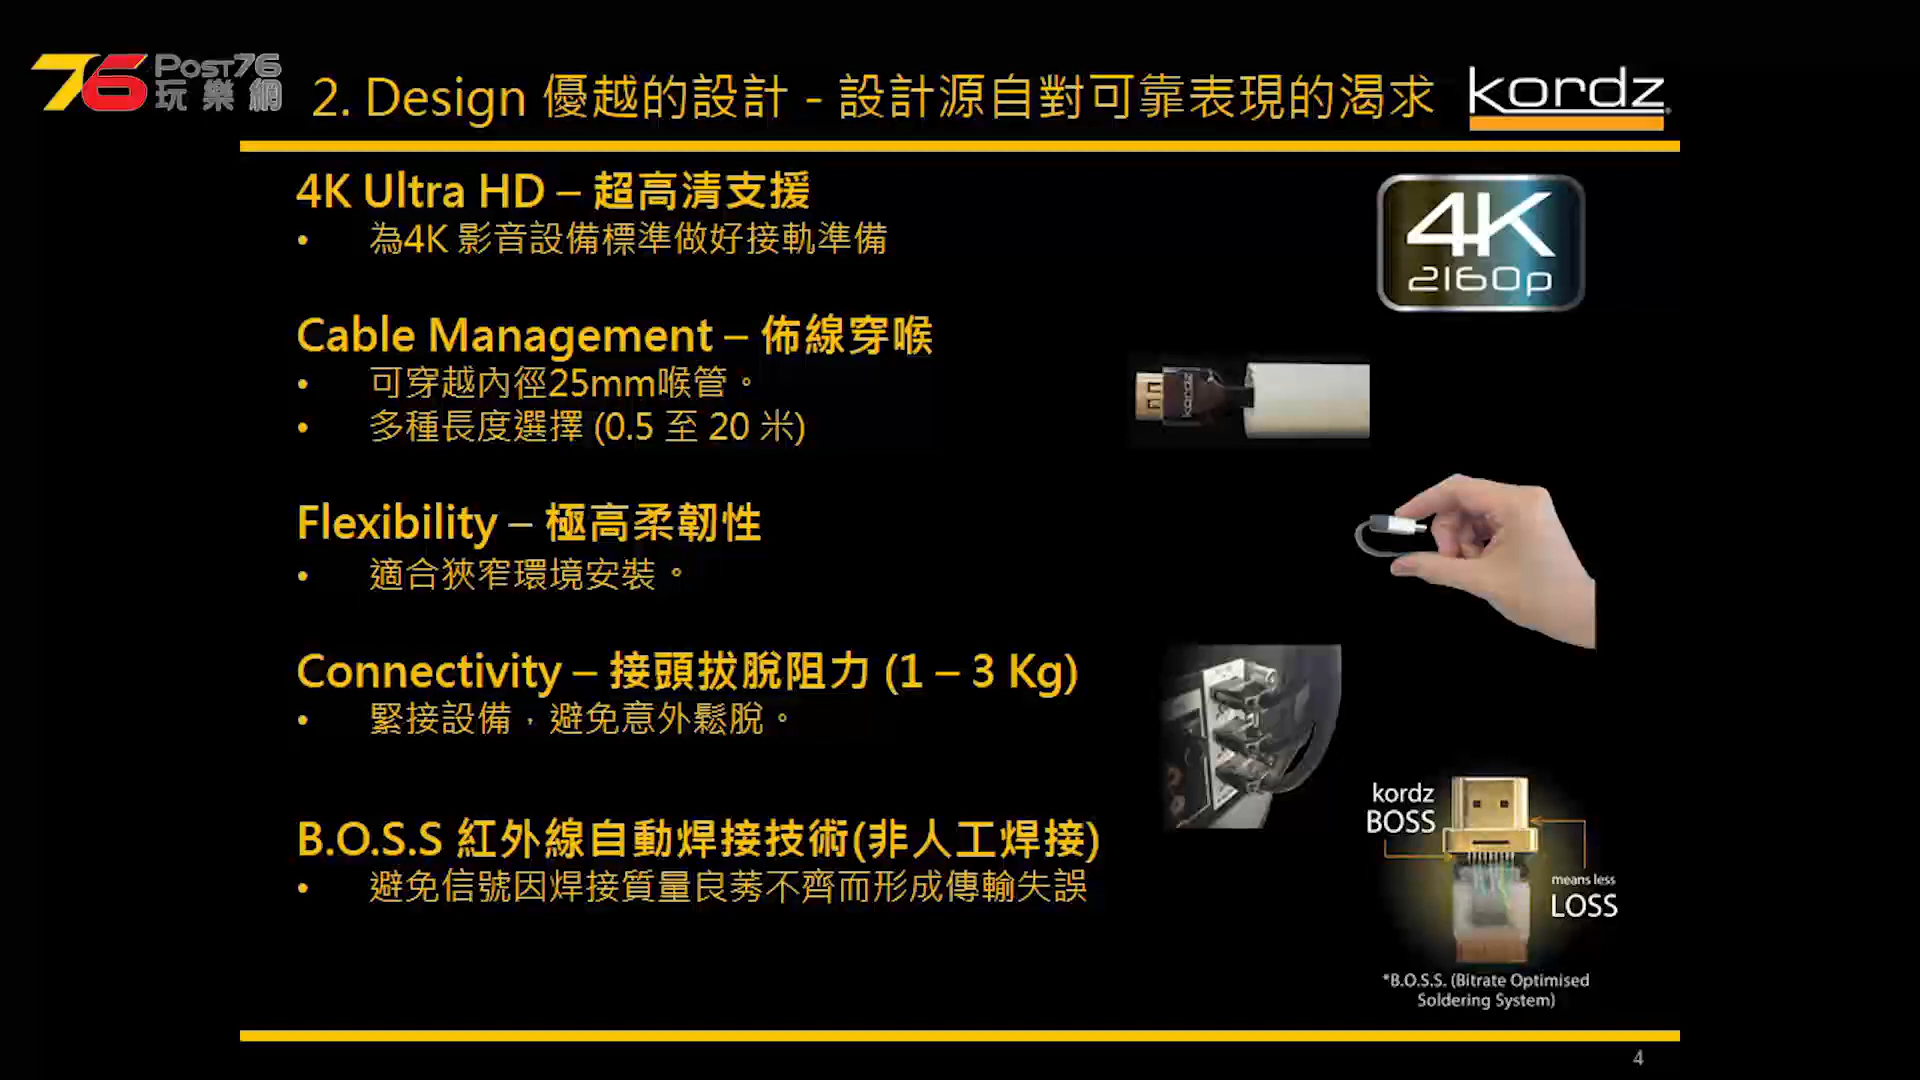 76 POST76
玩樂網
2. Design 優越的設計 - 設計源自對可靠表現的渴求
kordz
4K Ultra HD – 超高清支援
• 為4K 影音設備標準做好接軌準備
4K
2160p
Cable Management – 佈線穿喉
• 可穿越內徑25mm喉管。
• 多種長度選擇 (0.5 至 20 米)
kordz
Flexibility – 極高柔韌性
• 適合狹窄環境安裝。
Connectivity – 接頭拔脫阻力 (1 – 3 Kg)
• 緊接設備，避免意外鬆脫。
B.O.S.S 紅外線自動焊接技術(非人工焊接)
• 避免信號因焊接質量良莠不齊而形成傳輸失誤
kordz
BOSS
means less
LOSS
*B.O.S.S. (Bitrate Optimised
Soldering System)
4